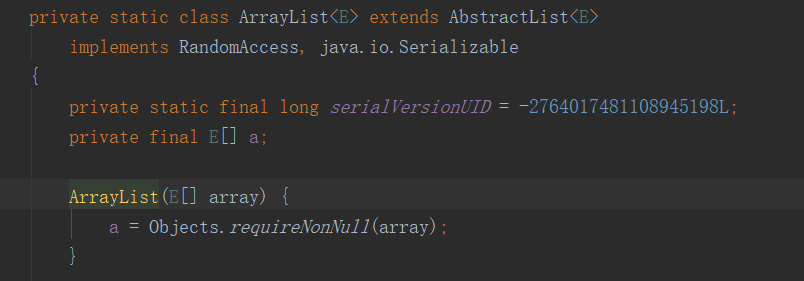 private static class ArrayList<E> extends AbstractList<E>
implements RandomAccess, java.io.Serializable
{
private static final long serialVersionUID = -2764017481108945198L;
private final E[] a;
ArrayList(E[] array) {
a = Objects.requireNonNull(array);
}